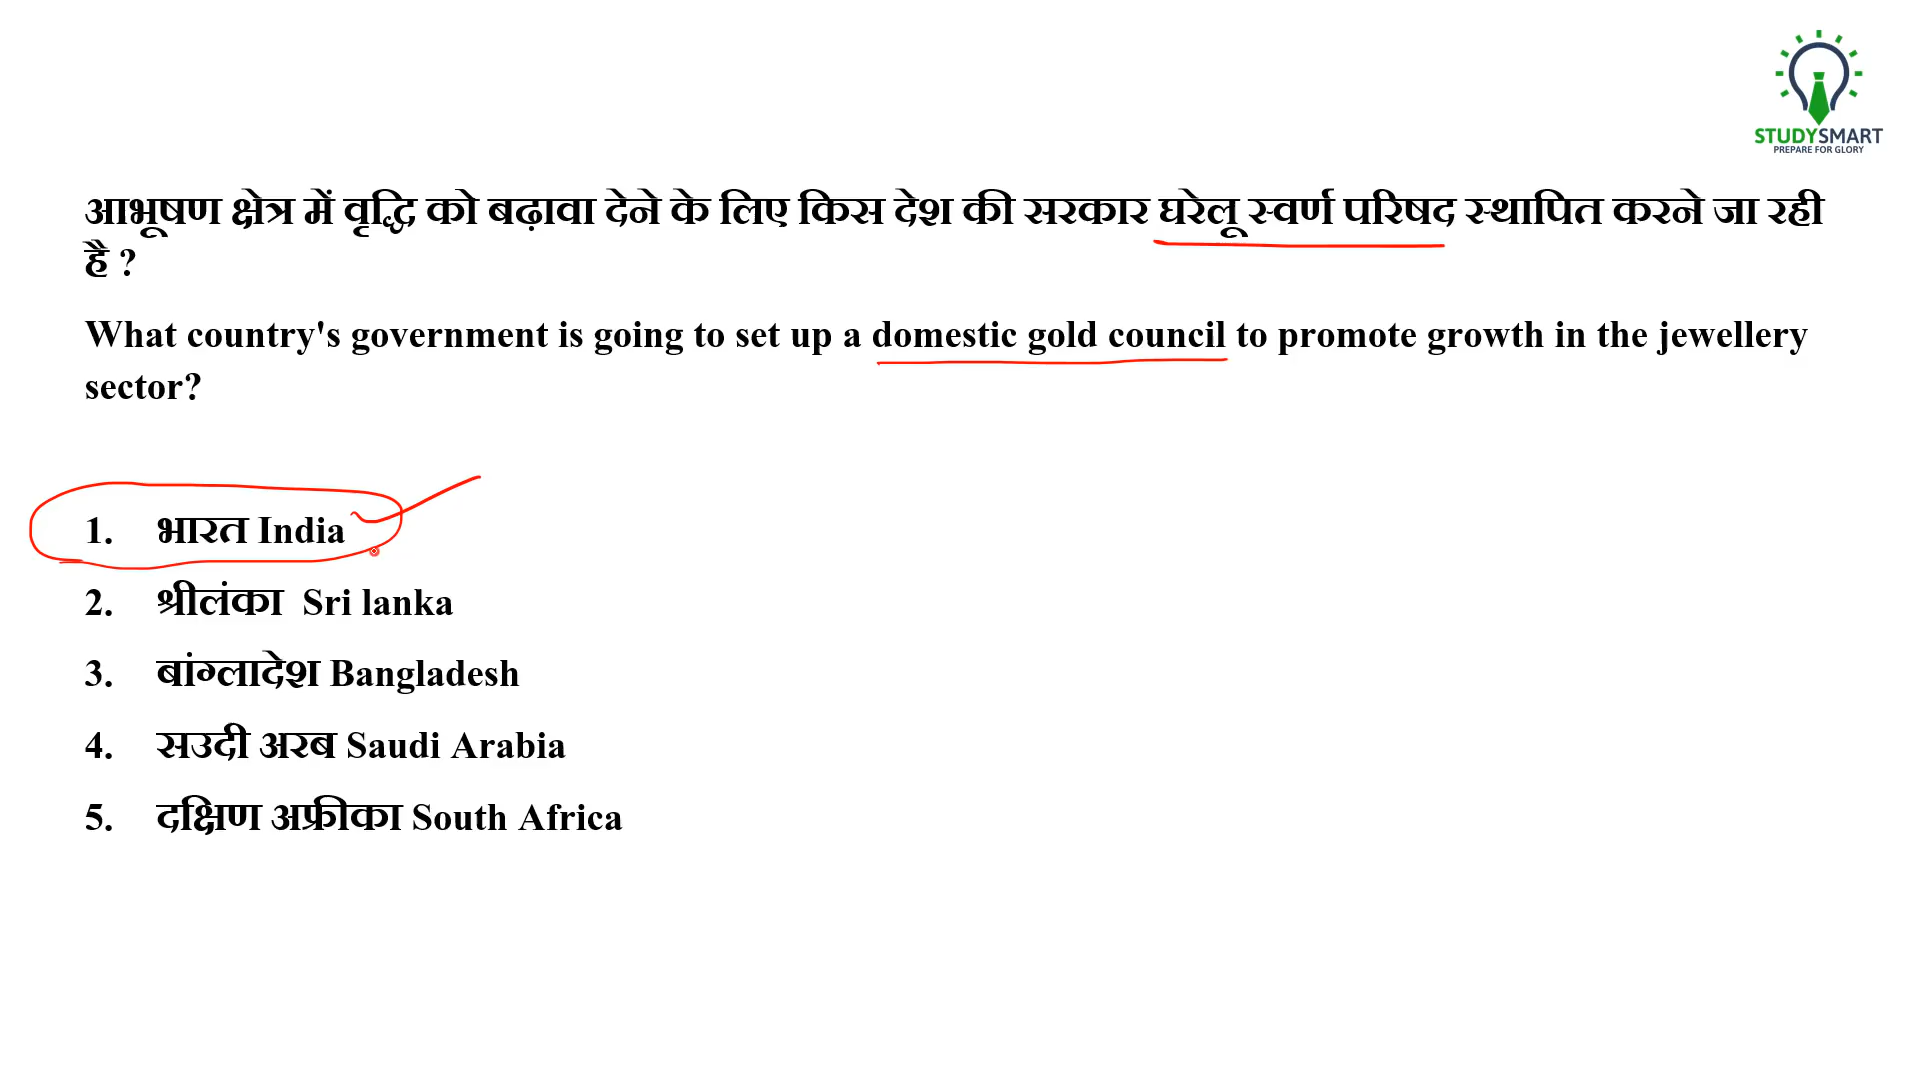 STUDYSMART
PREPARE FOR GLORY
आभूषण क्षेत्र में वृद्धि को बढ़ावा देने के लिए किस देश की सरकार घरेलू स्वर्ण परिषद स्थापित करने जा रही
है ?
What country's government is going to set up a domestic gold council to promote growth in the jewellery
sector?
1. भारत India
2. श्रीलंका Sri lanka
3. बांग्लादेश Bangladesh
4. सउदी अरब Saudi Arabia
5. दक्षिण अफ्रीका South Africa